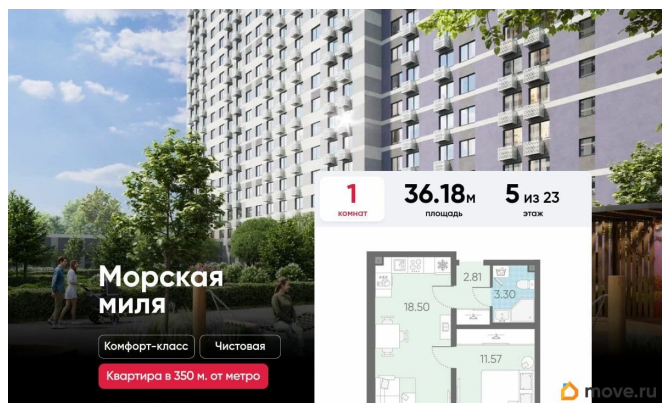 1
комнат
36.18м
площадь
5 из 23
этаж
Морская
миля
Комфорт-класс
Чистовая
Квартира в 350 м. от метро
2.81
3.30
18.50
11.57
move.ru